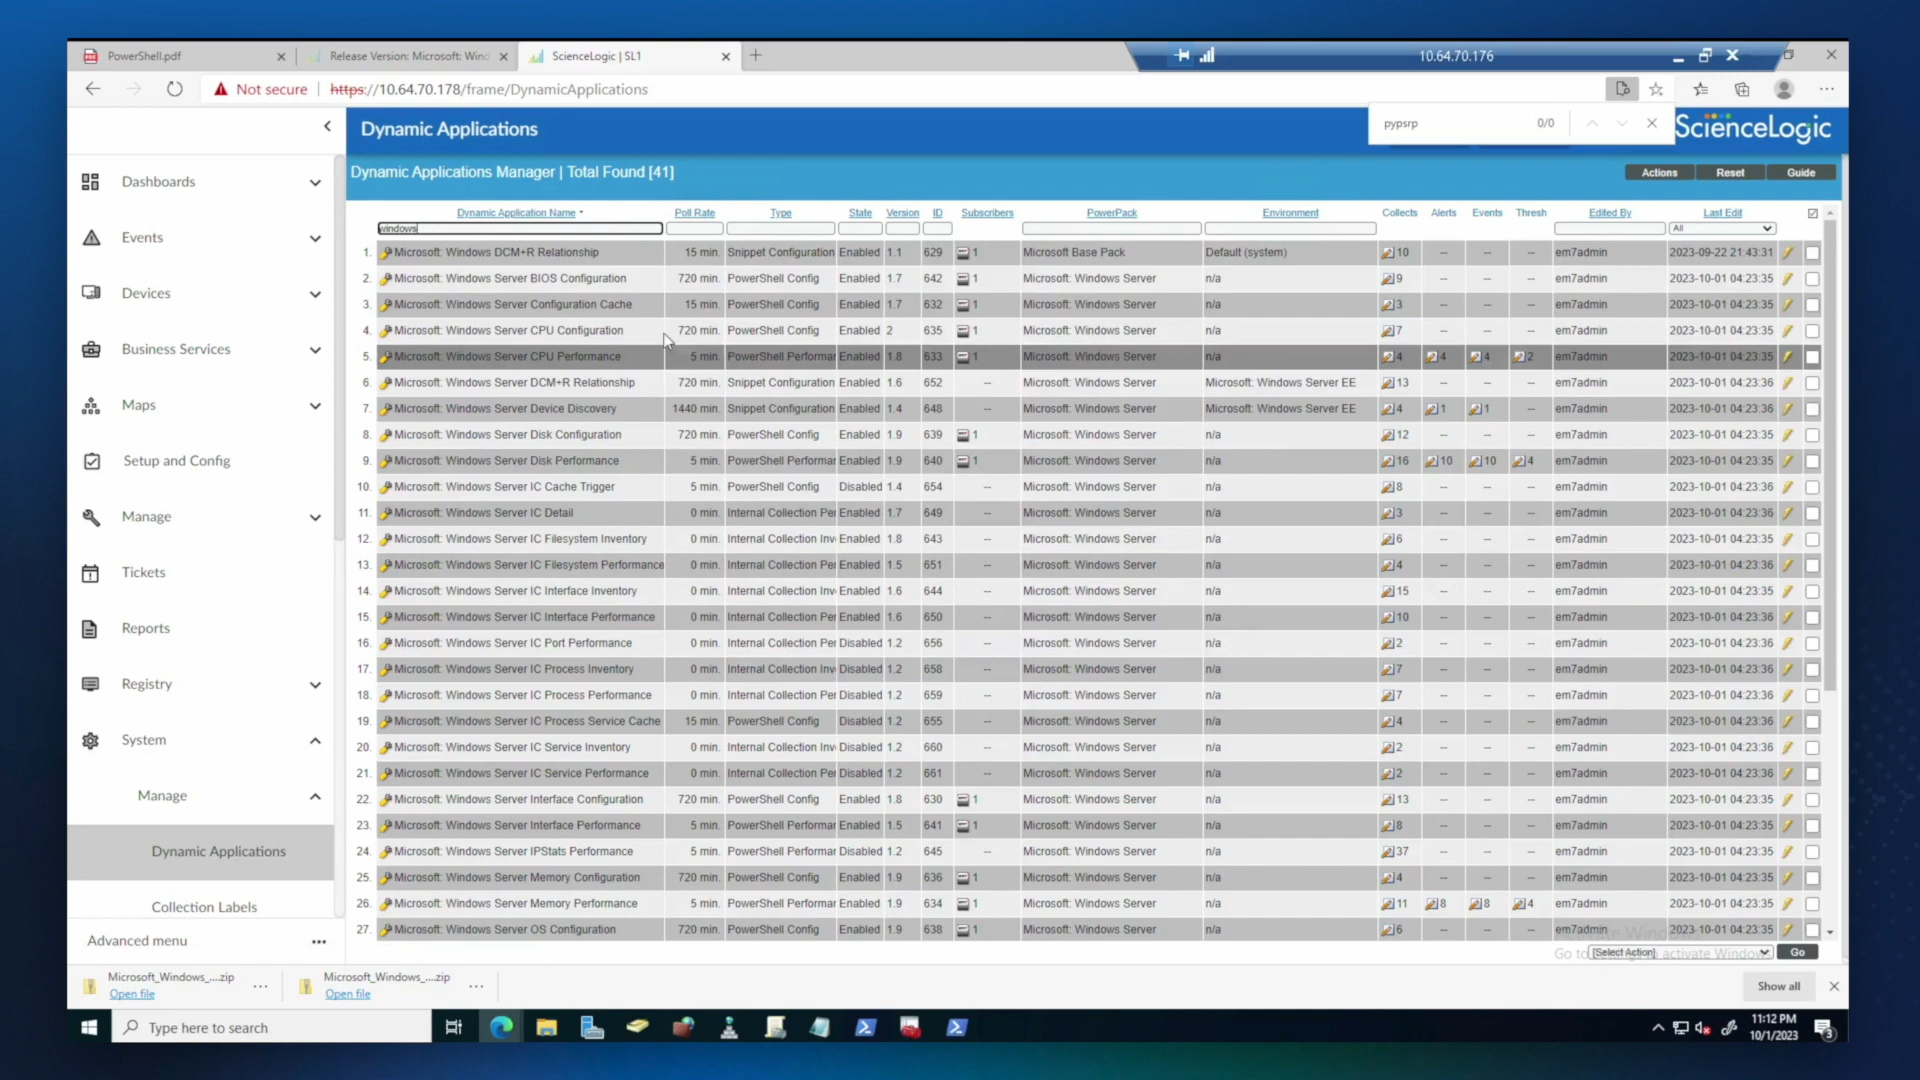 PowerShell.pdf
Release Version: Microsoft: Wind
ScienceLogic | SL1
10.64.70.176
Not secure | https://10.64.70.178/frame/DynamicApplications
pypsrp 0/0
Dynamic Applications
ScienceLogic
Dynamic Applications Manager | Total Found [41]
Actions Reset Guide
Dashboards
Events
Devices
Business Services
Maps
Setup and Config
Manage
Tickets
Reports
Registry
System
Manage
Dynamic Applications
Collection Labels
Advanced menu
Dynamic Application Name Poll Rate Type State Version ID Subscribers PowerPack Environment Collects Alerts Events Thresh Edited By Last Edit
windows All
1. Microsoft: Windows DCM+R Relationship 15 min. Snippet Configuration Enabled 1.1 629 1 Microsoft Base Pack Default (system) 10 -- -- -- em7admin 2023-09-22 21:43:31
2. Microsoft: Windows Server BIOS Configuration 720 min. PowerShell Config Enabled 1.7 642 1 Microsoft: Windows Server n/a 9 -- -- -- em7admin 2023-10-01 04:23:35
3. Microsoft: Windows Server Configuration Cache 15 min. PowerShell Config Enabled 1.7 632 1 Microsoft: Windows Server n/a 3 -- -- -- em7admin 2023-10-01 04:23:35
4. Microsoft: Windows Server CPU Configuration 720 min. PowerShell Config Enabled 2 635 1 Microsoft: Windows Server n/a 7 -- -- -- em7admin 2023-10-01 04:23:35
5. Microsoft: Windows Server CPU Performance 5 min. PowerShell Performar Enabled 1.8 633 1 Microsoft: Windows Server n/a 4 4 4 2 em7admin 2023-10-01 04:23:35
6. Microsoft: Windows Server DCM+R Relationship 720 min. Snippet Configuration Enabled 1.6 652 -- Microsoft: Windows Server Microsoft: Windows Server EE 13 -- -- -- em7admin 2023-10-01 04:23:36
7. Microsoft: Windows Server Device Discovery 1440 min. Snippet Configuration Enabled 1.4 648 -- Microsoft: Windows Server Microsoft: Windows Server EE 4 1 1 -- em7admin 2023-10-01 04:23:36
8. Microsoft: Windows Server Disk Configuration 720 min. PowerShell Config Enabled 1.9 639 1 Microsoft: Windows Server n/a 12 -- -- -- em7admin 2023-10-01 04:23:35
9. Microsoft: Windows Server Disk Performance 5 min. PowerShell Performar Enabled 1.9 640 1 Microsoft: Windows Server n/a 16 10 10 4 em7admin 2023-10-01 04:23:35
10. Microsoft: Windows Server IC Cache Trigger 5 min. PowerShell Config Disabled 1.4 654 -- Microsoft: Windows Server n/a 8 -- -- -- em7admin 2023-10-01 04:23:36
11. Microsoft: Windows Server IC Detail 0 min. Internal Collection Per Enabled 1.7 649 -- Microsoft: Windows Server n/a 3 -- -- -- em7admin 2023-10-01 04:23:36
12. Microsoft: Windows Server IC Filesystem Inventory 0 min. Internal Collection Inv Enabled 1.8 643 -- Microsoft: Windows Server n/a 6 -- -- -- em7admin 2023-10-01 04:23:36
13. Microsoft: Windows Server IC Filesystem Performance 0 min. Internal Collection Per Enabled 1.5 651 -- Microsoft: Windows Server n/a 4 -- -- -- em7admin 2023-10-01 04:23:36
14. Microsoft: Windows Server IC Interface Inventory 0 min. Internal Collection Inv Enabled 1.6 644 -- Microsoft: Windows Server n/a 15 -- -- -- em7admin 2023-10-01 04:23:36
15. Microsoft: Windows Server IC Interface Performance 0 min. Internal Collection Per Enabled 1.6 650 -- Microsoft: Windows Server n/a 10 -- -- -- em7admin 2023-10-01 04:23:36
16. Microsoft: Windows Server IC Port Performance 0 min. Internal Collection Per Disabled 1.2 656 -- Microsoft: Windows Server n/a 2 -- -- -- em7admin 2023-10-01 04:23:36
17. Microsoft: Windows Server IC Process Inventory 0 min. Internal Collection Inv Disabled 1.2 658 -- Microsoft: Windows Server n/a 7 -- -- -- em7admin 2023-10-01 04:23:36
18. Microsoft: Windows Server IC Process Performance 0 min. Internal Collection Per Disabled 1.2 659 -- Microsoft: Windows Server n/a 7 -- -- -- em7admin 2023-10-01 04:23:36
19. Microsoft: Windows Server IC Process Service Cache 15 min. PowerShell Config Disabled 1.2 655 -- Microsoft: Windows Server n/a 4 -- -- -- em7admin 2023-10-01 04:23:36
20. Microsoft: Windows Server IC Service Inventory 0 min. Internal Collection Inv Disabled 1.2 660 -- Microsoft: Windows Server n/a 2 -- -- -- em7admin 2023-10-01 04:23:36
21. Microsoft: Windows Server IC Service Performance 0 min. Internal Collection Per Disabled 1.2 661 -- Microsoft: Windows Server n/a 2 -- -- -- em7admin 2023-10-01 04:23:36
22. Microsoft: Windows Server Interface Configuration 720 min. PowerShell Config Enabled 1.8 630 1 Microsoft: Windows Server n/a 13 -- -- -- em7admin 2023-10-01 04:23:35
23. Microsoft: Windows Server Interface Performance 5 min. PowerShell Performar Enabled 1.5 641 1 Microsoft: Windows Server n/a 8 -- -- -- em7admin 2023-10-01 04:23:35
24. Microsoft: Windows Server IPStats Performance 5 min. PowerShell Performar Disabled 1.2 645 -- Microsoft: Windows Server n/a 37 -- -- -- em7admin 2023-10-01 04:23:35
25. Microsoft: Windows Server Memory Configuration 720 min. PowerShell Config Enabled 1.9 636 1 Microsoft: Windows Server n/a 4 -- -- -- em7admin 2023-10-01 04:23:35
26. Microsoft: Windows Server Memory Performance 5 min. PowerShell Performar Enabled 1.9 634 1 Microsoft: Windows Server n/a 11 8 8 4 em7admin 2023-10-01 04:23:35
27. Microsoft: Windows Server OS Configuration 720 min. PowerShell Config Enabled 1.9 638 1 Microsoft: Windows Server n/a 6 -- -- -- em7admin 2023-10-01 04:23:35
Go to [Select Action] activate Windows Go
Microsoft_Windows_....zip Open file
Microsoft_Windows_....zip Open file
Show all
Type here to search
11:12 PM
10/1/2023
3